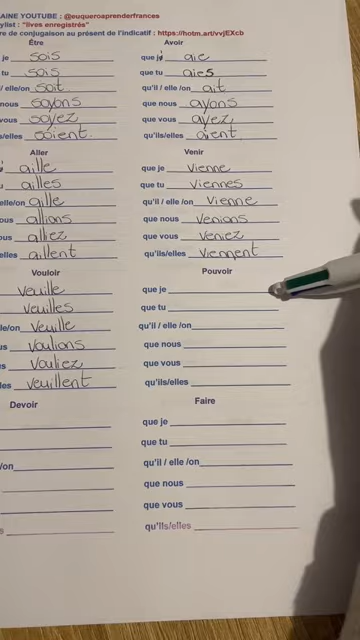 AINE YOUTUBE : @euqueroaprenderfrances
ylist : "lives enregistrés"
re de conjugaison au présent de l'indicatif : https://hotm.art/vvjEXcb
Être Avoir
je sois que j' aie
tu sois que tu aies
/ elle/on soit qu'il / elle /on ait
nous soyons que nous ayons
vous soyez que vous ayez
s/elles soient qu'ils/elles aient
Aller Venir
aille que je Vienne
u ailles que tu Viennes
elle/on aille qu'il / elle /on Vienne
ous allions que nous Venions
ous alliez que vous Veniez
elles aillent qu'ils/elles Viennent
Vouloir Pouvoir
veuille que je
veuilles que tu
le/on Veuille qu'il / elle /on
us Voulions que nous
s Vouliez que vous
les veuillent qu'ils/elles
Devoir Faire
que je
que tu
/on qu'il / elle /on
que nous
que vous
s qu'ils/elles